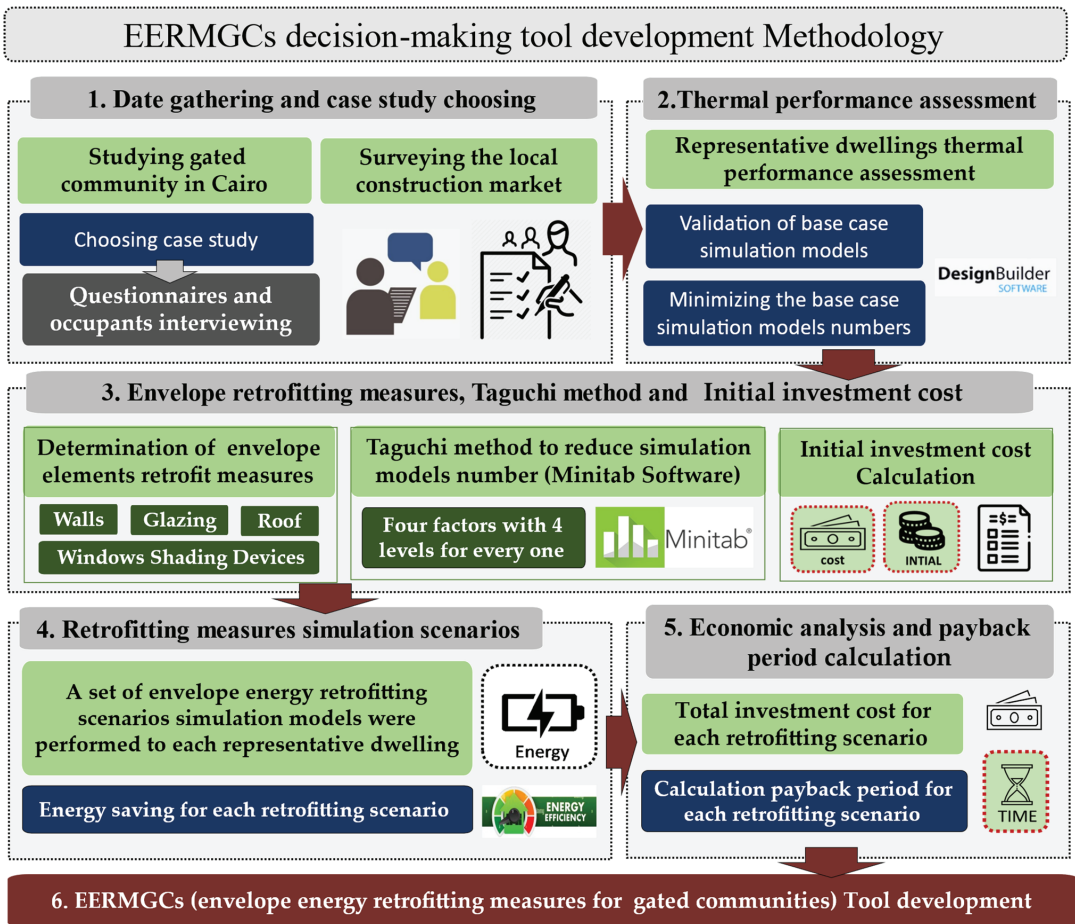 EERMGCs decision-making tool development Methodology
1. Date gathering and case study choosing
Studying gated
community in Cairo
Surveying the local
construction market
Choosing case study
Questionnaires and
occupants interviewing
2.Thermal performance assessment
Representative dwellings thermal
performance assessment
Validation of base case
simulation models
DesignBuilder
SOFTWARE
Minimizing the base case
simulation models numbers
3. Envelope retrofitting measures, Taguchi method and Initial investment cost
Determination of envelope
elements retrofit measures
Walls
Glazing
Roof
Windows Shading Devices
Taguchi method to reduce simulation
models number (Minitab Software)
Four factors with 4
levels for every one
Minitab®
Initial investment cost
Calculation
cost
INTIAL
=$=
4. Retrofitting measures simulation scenarios
A set of envelope energy retrofitting
scenarios simulation models were
performed to each representative dwelling
Energy
Energy saving for each retrofitting scenario
ENERGY
EFFICIENCY
5. Economic analysis and payback
period calculation
Total investment cost for
each retrofitting scenario
Calculation payback period for
each retrofitting scenario
TIME
6. EERMGCs (envelope energy retrofitting measures for gated communities) Tool development